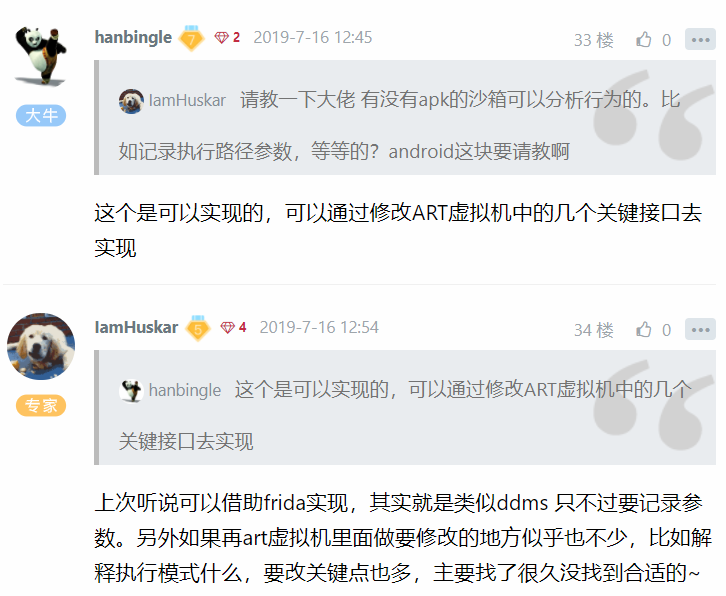 hanbingle 7 2 2019-7-16 12:45 33 楼 0 •••
大牛
IamHuskar 请教一下大佬 有没有apk的沙箱可以分析行为的。比
如记录执行路径参数，等等的？android这块要请教啊
这个是可以实现的，可以通过修改ART虚拟机中的几个关键接口去
实现
IamHuskar 5 4 2019-7-16 12:54 34 楼 0 •••
专家
hanbingle 这个是可以实现的，可以通过修改ART虚拟机中的几个
关键接口去实现
上次听说可以借助frida实现，其实就是类似ddms 只不过要记录参
数。另外如果再art虚拟机里面做要修改的地方似乎也不少，比如解
释执行模式什么，要改关键点也多，主要找了很久没找到合适的~